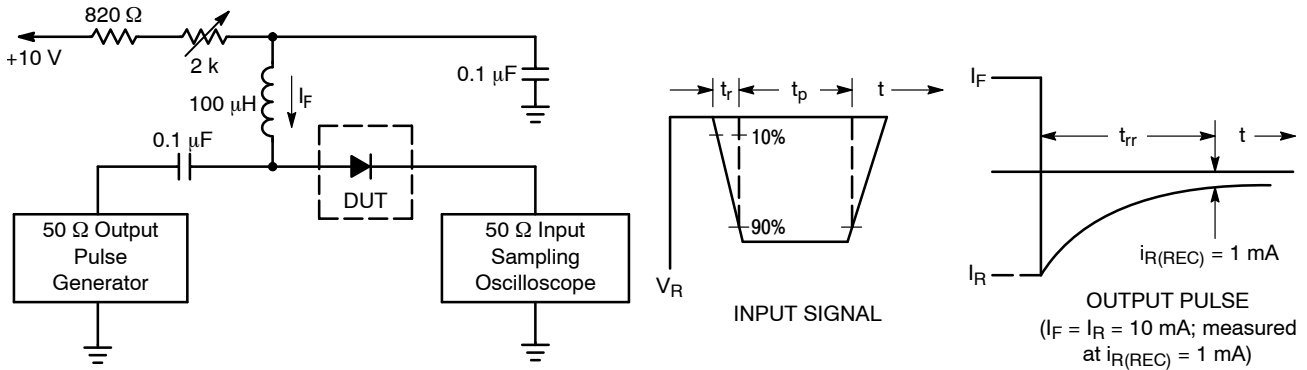 820 Ω
+10 V
2 k
0.1 μF
100 μH
I_F
0.1 μF
DUT
50 Ω Output
Pulse
Generator
50 Ω Input
Sampling
Oscilloscope
t_r
t_p
t
10%
90%
V_R
INPUT SIGNAL
I_F
t_rr
t
I_R
i_R(REC) = 1 mA
OUTPUT PULSE
(I_F = I_R = 10 mA; measured
at i_R(REC) = 1 mA)